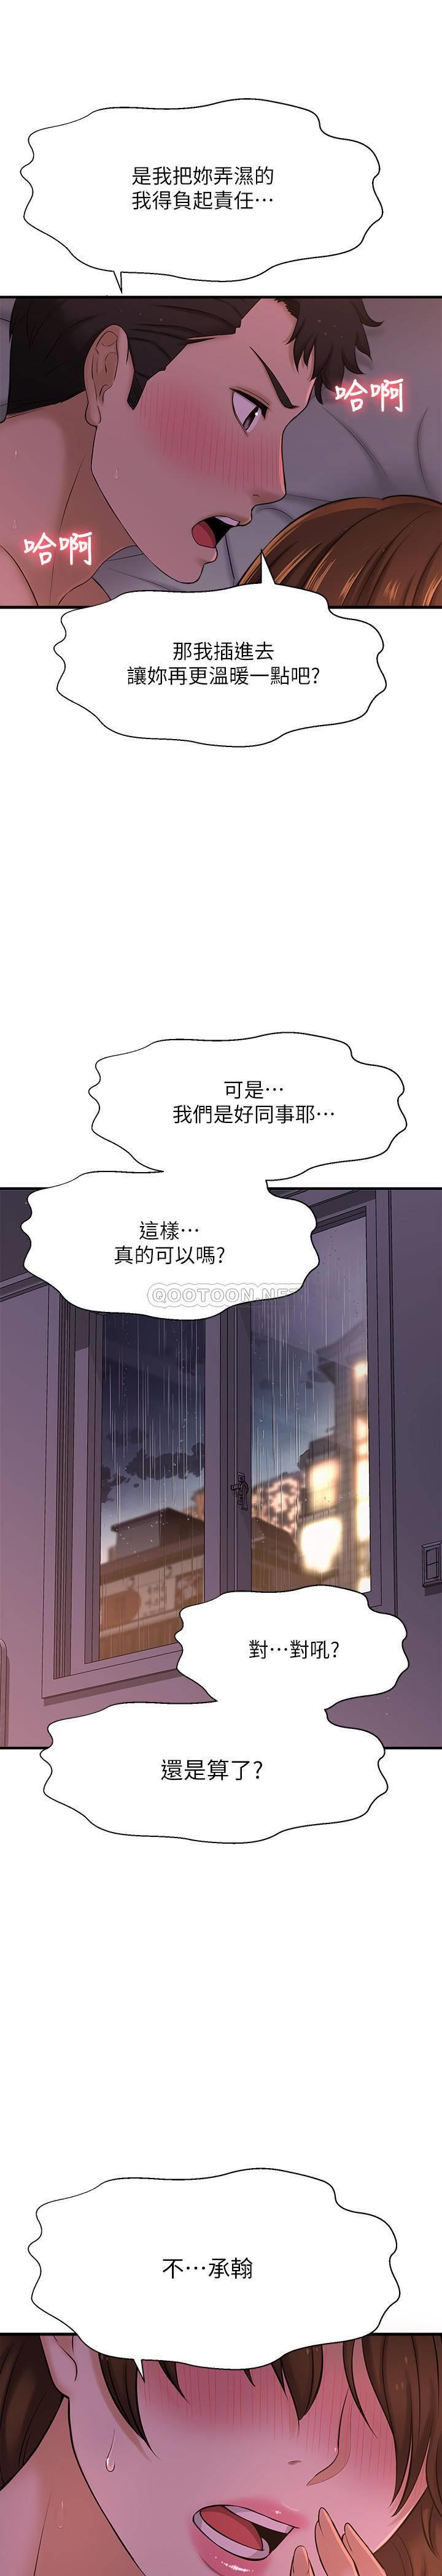 是我把妳弄濕的
我得負起責任⋯
哈啊
哈啊
那我插進去
讓妳再更溫暖一點吧?
可是⋯
我們是好同事耶⋯
這樣⋯
真的可以嗎?
QOOTOON.NET
對⋯對吼?
還是算了?
不⋯承翰